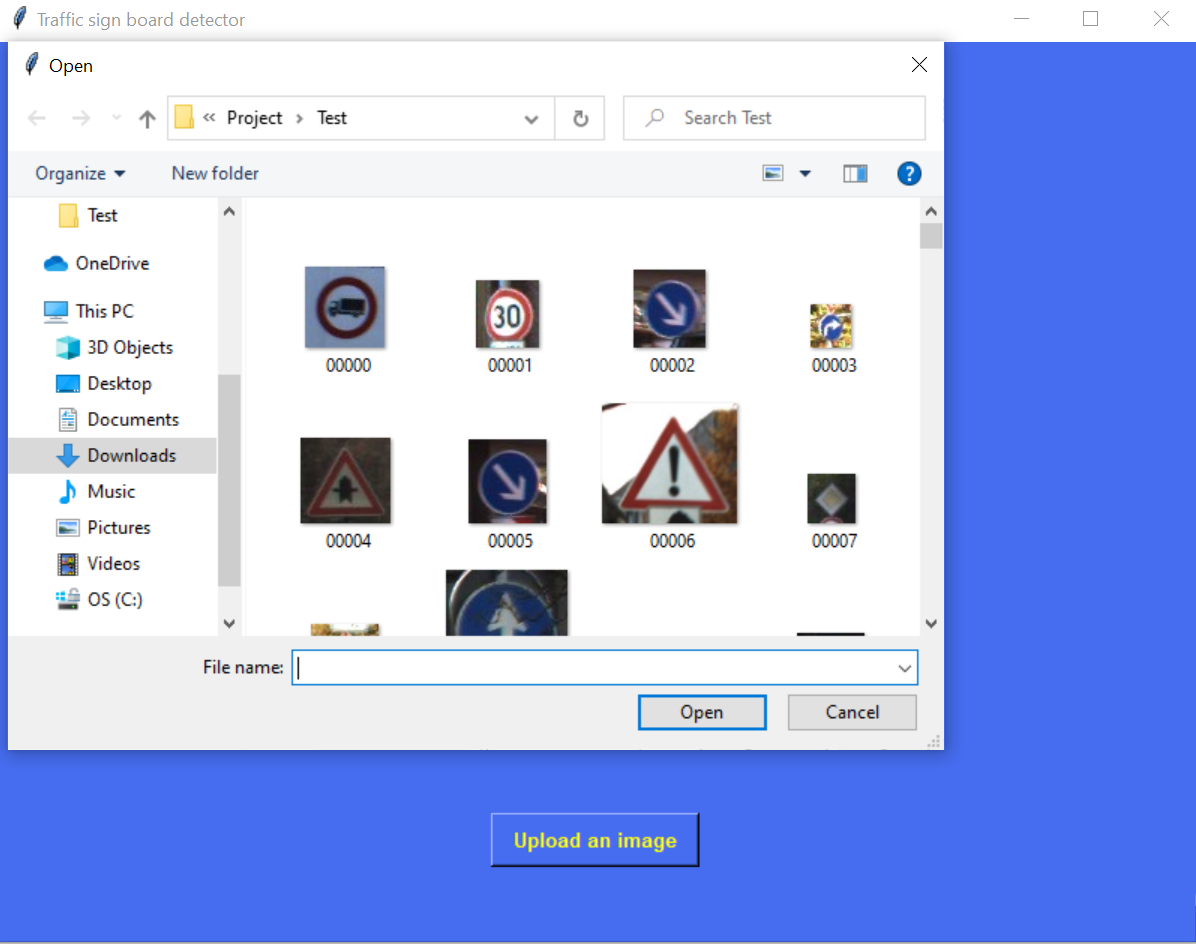 Traffic sign board detector
Open
« Project › Test
Search Test
Organize
New folder
?
Test
OneDrive
This PC
3D Objects
Desktop
Documents
Downloads
Music
Pictures
Videos
OS (C:)
30
00000
00001
00002
00003
!
00004
00005
00006
00007
File name:
Open
Cancel
Upload an image